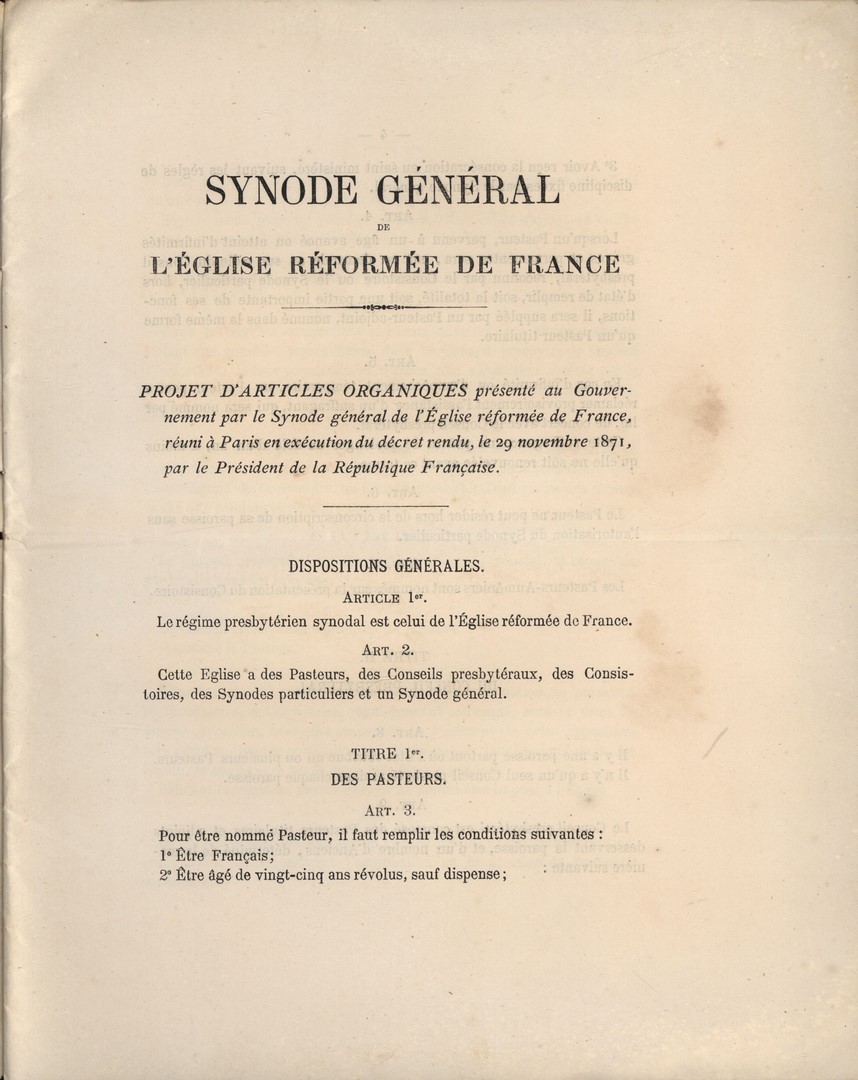 SYNODE GÉNÉRAL
DE
L'ÉGLISE RÉFORMÉE DE FRANCE
PROJET D'ARTICLES ORGANIQUES présenté au Gouver-
nement par le Synode général de l'Église réformée de France,
réuni à Paris en exécution du décret rendu, le 29 novembre 1871,
par le Président de la République Française.
DISPOSITIONS GÉNÉRALES.
ARTICLE 1er.
Le régime presbytérien synodal est celui de l'Église réformée de France.
ART. 2.
Cette Eglise a des Pasteurs, des Conseils presbytéraux, des Consis-
toires, des Synodes particuliers et un Synode général.
TITRE 1er.
DES PASTEURS.
ART. 3.
Pour être nommé Pasteur, il faut remplir les conditions suivantes :
1° Être Français;
2° Être âgé de vingt-cinq ans révolus, sauf dispense;